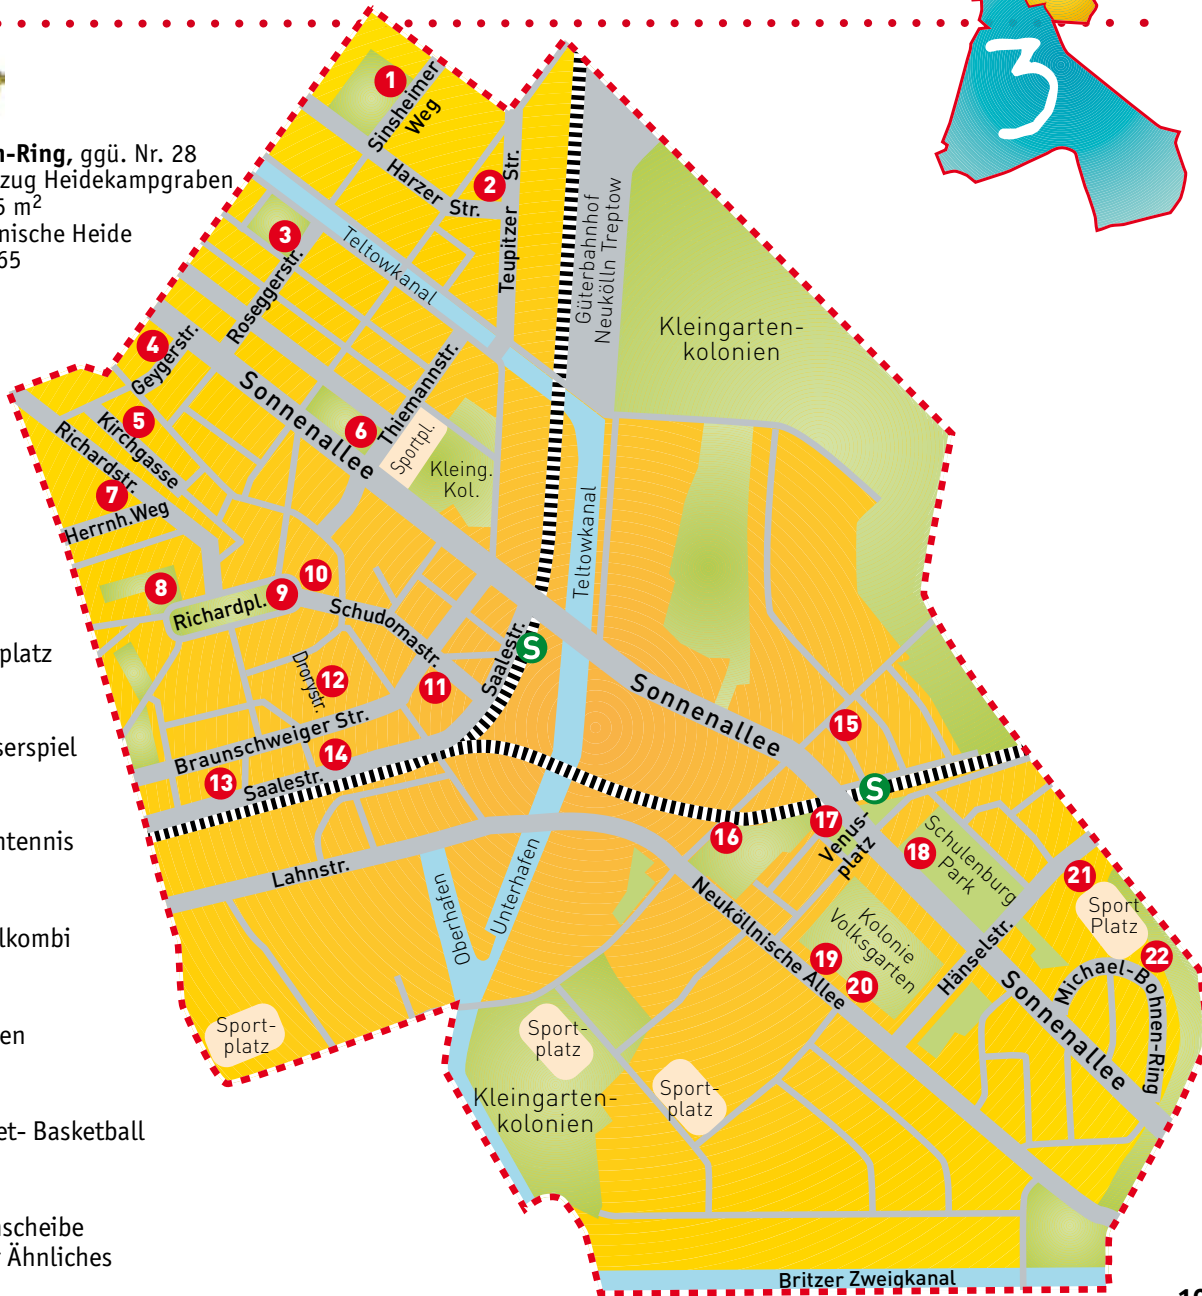 3
n-Ring, ggü. Nr. 28
zug Heidekampgraben
5 m²
nische Heide
65
platz
serspiel
ntennis
lkombi
en
et- Basketball
nscheibe
r Ähnliches
1
Sinsheimer
Weg
Harzer Str.
2
Teupitzer Str.
3
Roseggerstr.
Teltowkanal
Güterbahnhof
Neukölln Treptow
Kleingarten-
kolonien
4
Geygerstr.
5
Kirchgasse
Richardstr.
Sonnenallee
6
Thiemannstr.
Sportpl.
Kleing.
Kol.
7
Herrnh.Weg
Teltowkanal
8
Richardpl.
9
10
Schudomastr.
Saalestr.
S
11
Drorystr.
12
Sonnenallee
15
Braunschweiger Str.
13
14
Saalestr.
S
16
17
Venus-
platz
18
Schulenburg
Park
Lahnstr.
Oberhafen
Unterhafen
Neuköllnische Allee
Kolonie
Volksgarten
19
20
21
Sport
Platz
22
Hänselstr.
Michael-Bohnen-Ring
Sonnenallee
Sport-
platz
Sport-
platz
Sport-
platz
Kleingarten-
kolonien
Britzer Zweigkanal